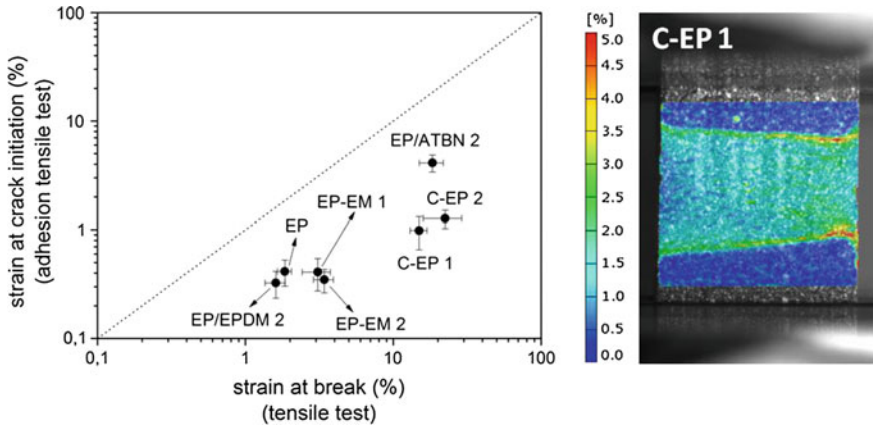 100
10
1
0,1
strain at crack initiation (%)
(adhesion tensile test)
EP/ATBN 2
EP-EM 1
C-EP 2
EP
C-EP 1
EP/EPDM 2
EP-EM 2
0,1
1
10
100
strain at break (%)
(tensile test)
[%]
5.0
4.5
4.0
3.5
3.0
2.5
2.0
1.5
1.0
0.5
0.0
C-EP 1